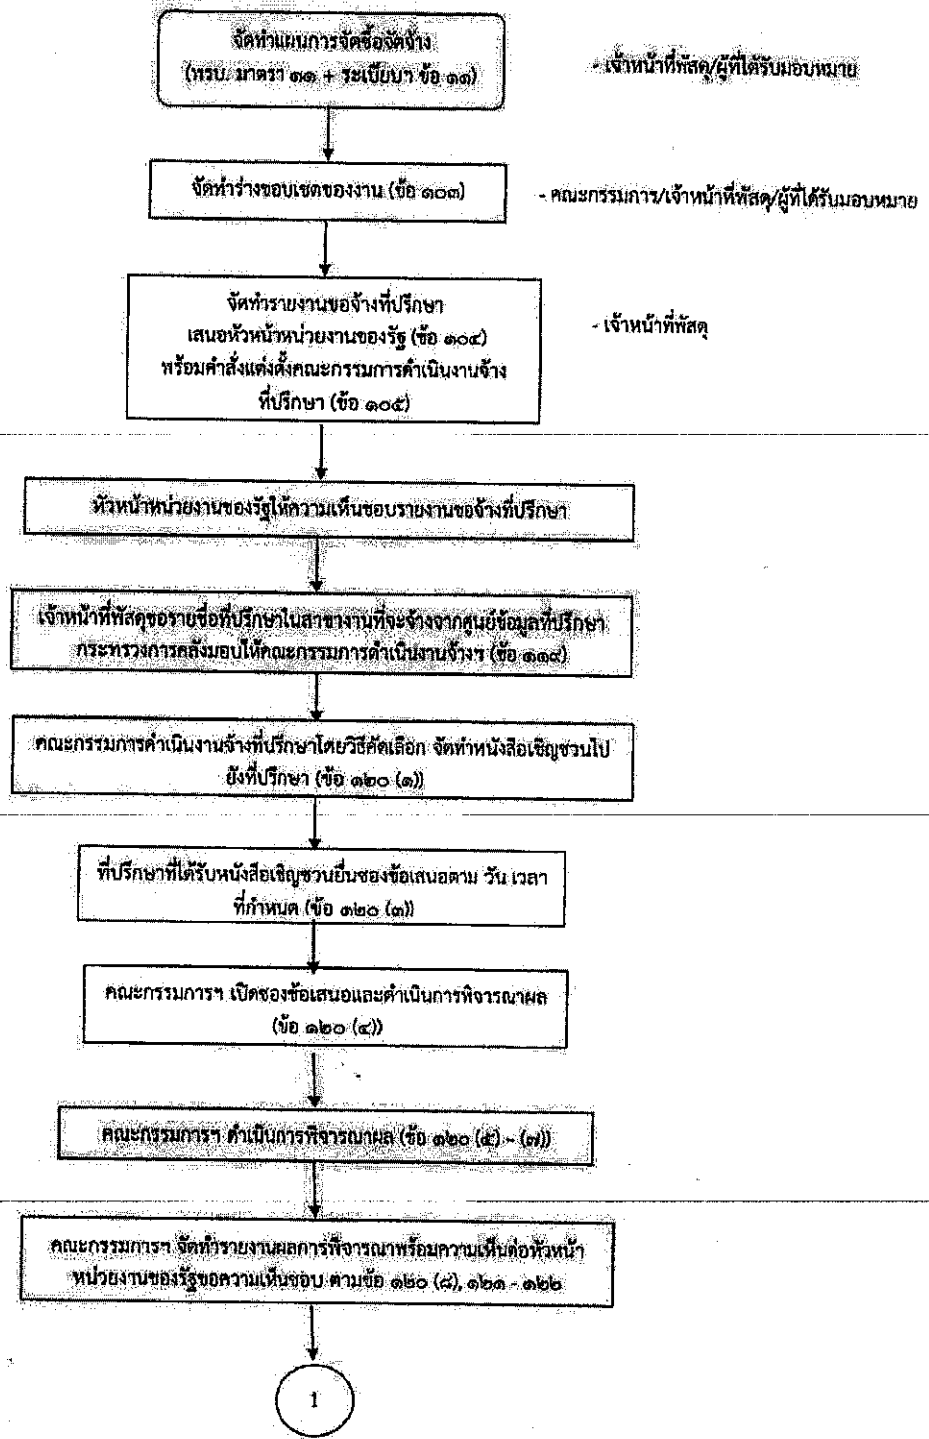 จัดทำแผนการจัดซื้อจัดจ้าง
(พรบ. มาตรา ๑๑ + ระเบียบฯ ข้อ ๑๑)
- เจ้าหน้าที่พัสดุ/ผู้ที่ได้รับมอบหมาย
จัดทำร่างขอบเขตของงาน (ข้อ ๑๐๓)
- คณะกรรมการ/เจ้าหน้าที่พัสดุ/ผู้ที่ได้รับมอบหมาย
จัดทำรายงานขอจ้างที่ปรึกษา
เสนอหัวหน้าหน่วยงานของรัฐ (ข้อ ๑๐๔)
พร้อมคำสั่งแต่งตั้งคณะกรรมการดำเนินงานจ้าง
ที่ปรึกษา (ข้อ ๑๐๕)
- เจ้าหน้าที่พัสดุ
หัวหน้าหน่วยงานของรัฐให้ความเห็นชอบรายงานขอจ้างที่ปรึกษา
เจ้าหน้าที่พัสดุขอรายชื่อที่ปรึกษาในสาขางานที่จะจ้างจากศูนย์ข้อมูลที่ปรึกษา
กระทรวงการคลังมอบให้คณะกรรมการดำเนินงานจ้างฯ (ข้อ ๑๑๙)
คณะกรรมการดำเนินงานจ้างที่ปรึกษาโดยวิธีคัดเลือก จัดทำหนังสือเชิญชวนไป
ยังที่ปรึกษา (ข้อ ๑๒๐ (๑))
ที่ปรึกษาที่ได้รับหนังสือเชิญชวนยื่นซองข้อเสนอตาม วัน เวลา
ที่กำหนด (ข้อ ๑๒๐ (๓))
คณะกรรมการฯ เปิดซองข้อเสนอและดำเนินการพิจารณาผล
(ข้อ ๑๒๐ (๔))
คณะกรรมการฯ ดำเนินการพิจารณาผล (ข้อ ๑๒๐ (๕) - (๗))
คณะกรรมการฯ จัดทำรายงานผลการพิจารณาพร้อมความเห็นต่อหัวหน้า
หน่วยงานของรัฐขอความเห็นชอบ ตามข้อ ๑๒๐ (๘), ๑๒๑ - ๑๒๒
1